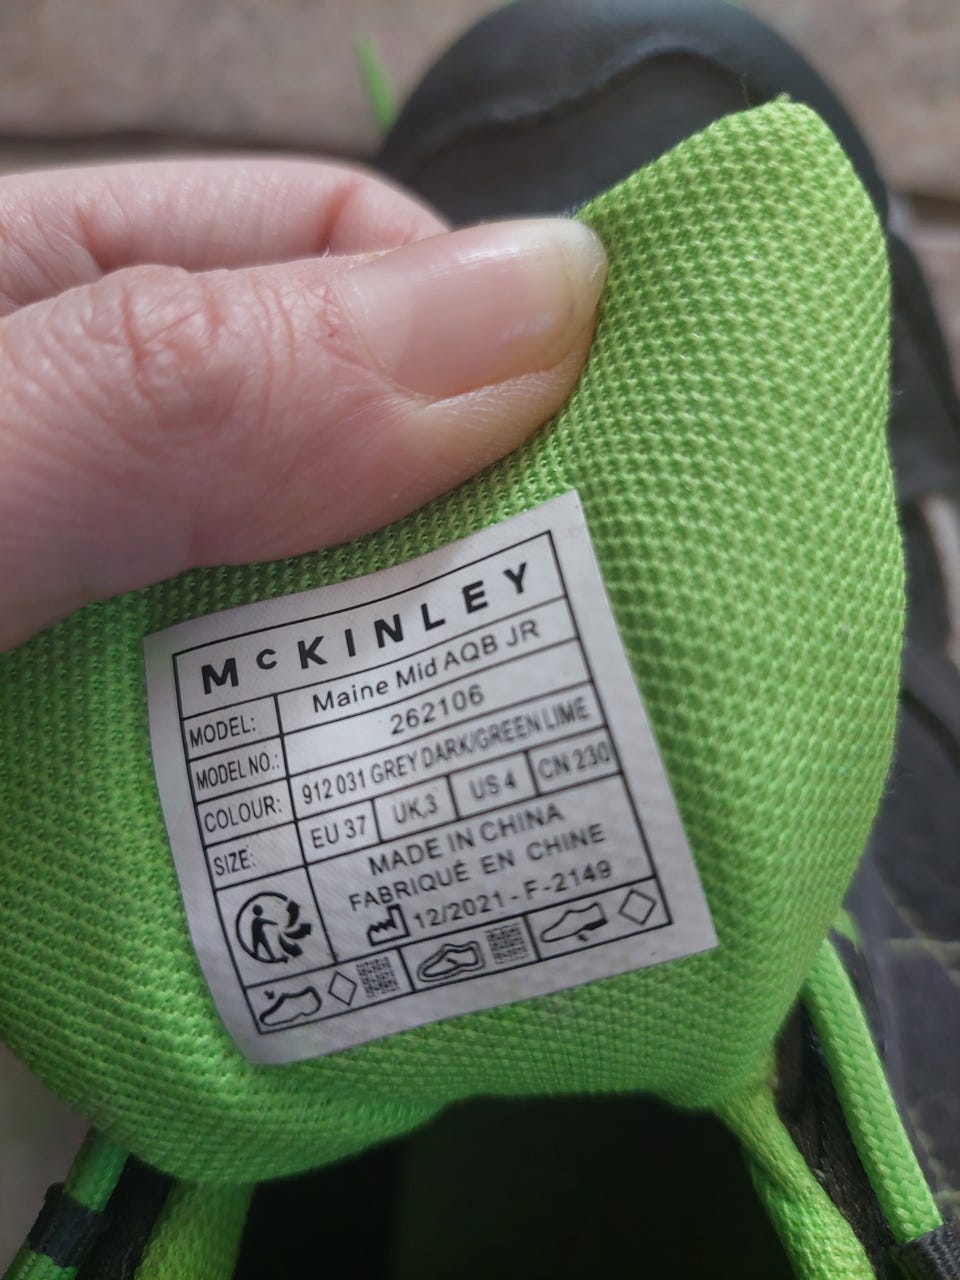 McKINLEY
MODEL: Maine Mid AQB JR
MODEL NO.: 262106
COLOUR: 912 031 GREY DARK/GREEN LIME
SIZE: EU 37 UK 3 US 4 CN 230
MADE IN CHINA
FABRIQUÉ EN CHINE
12/2021 - F-2149